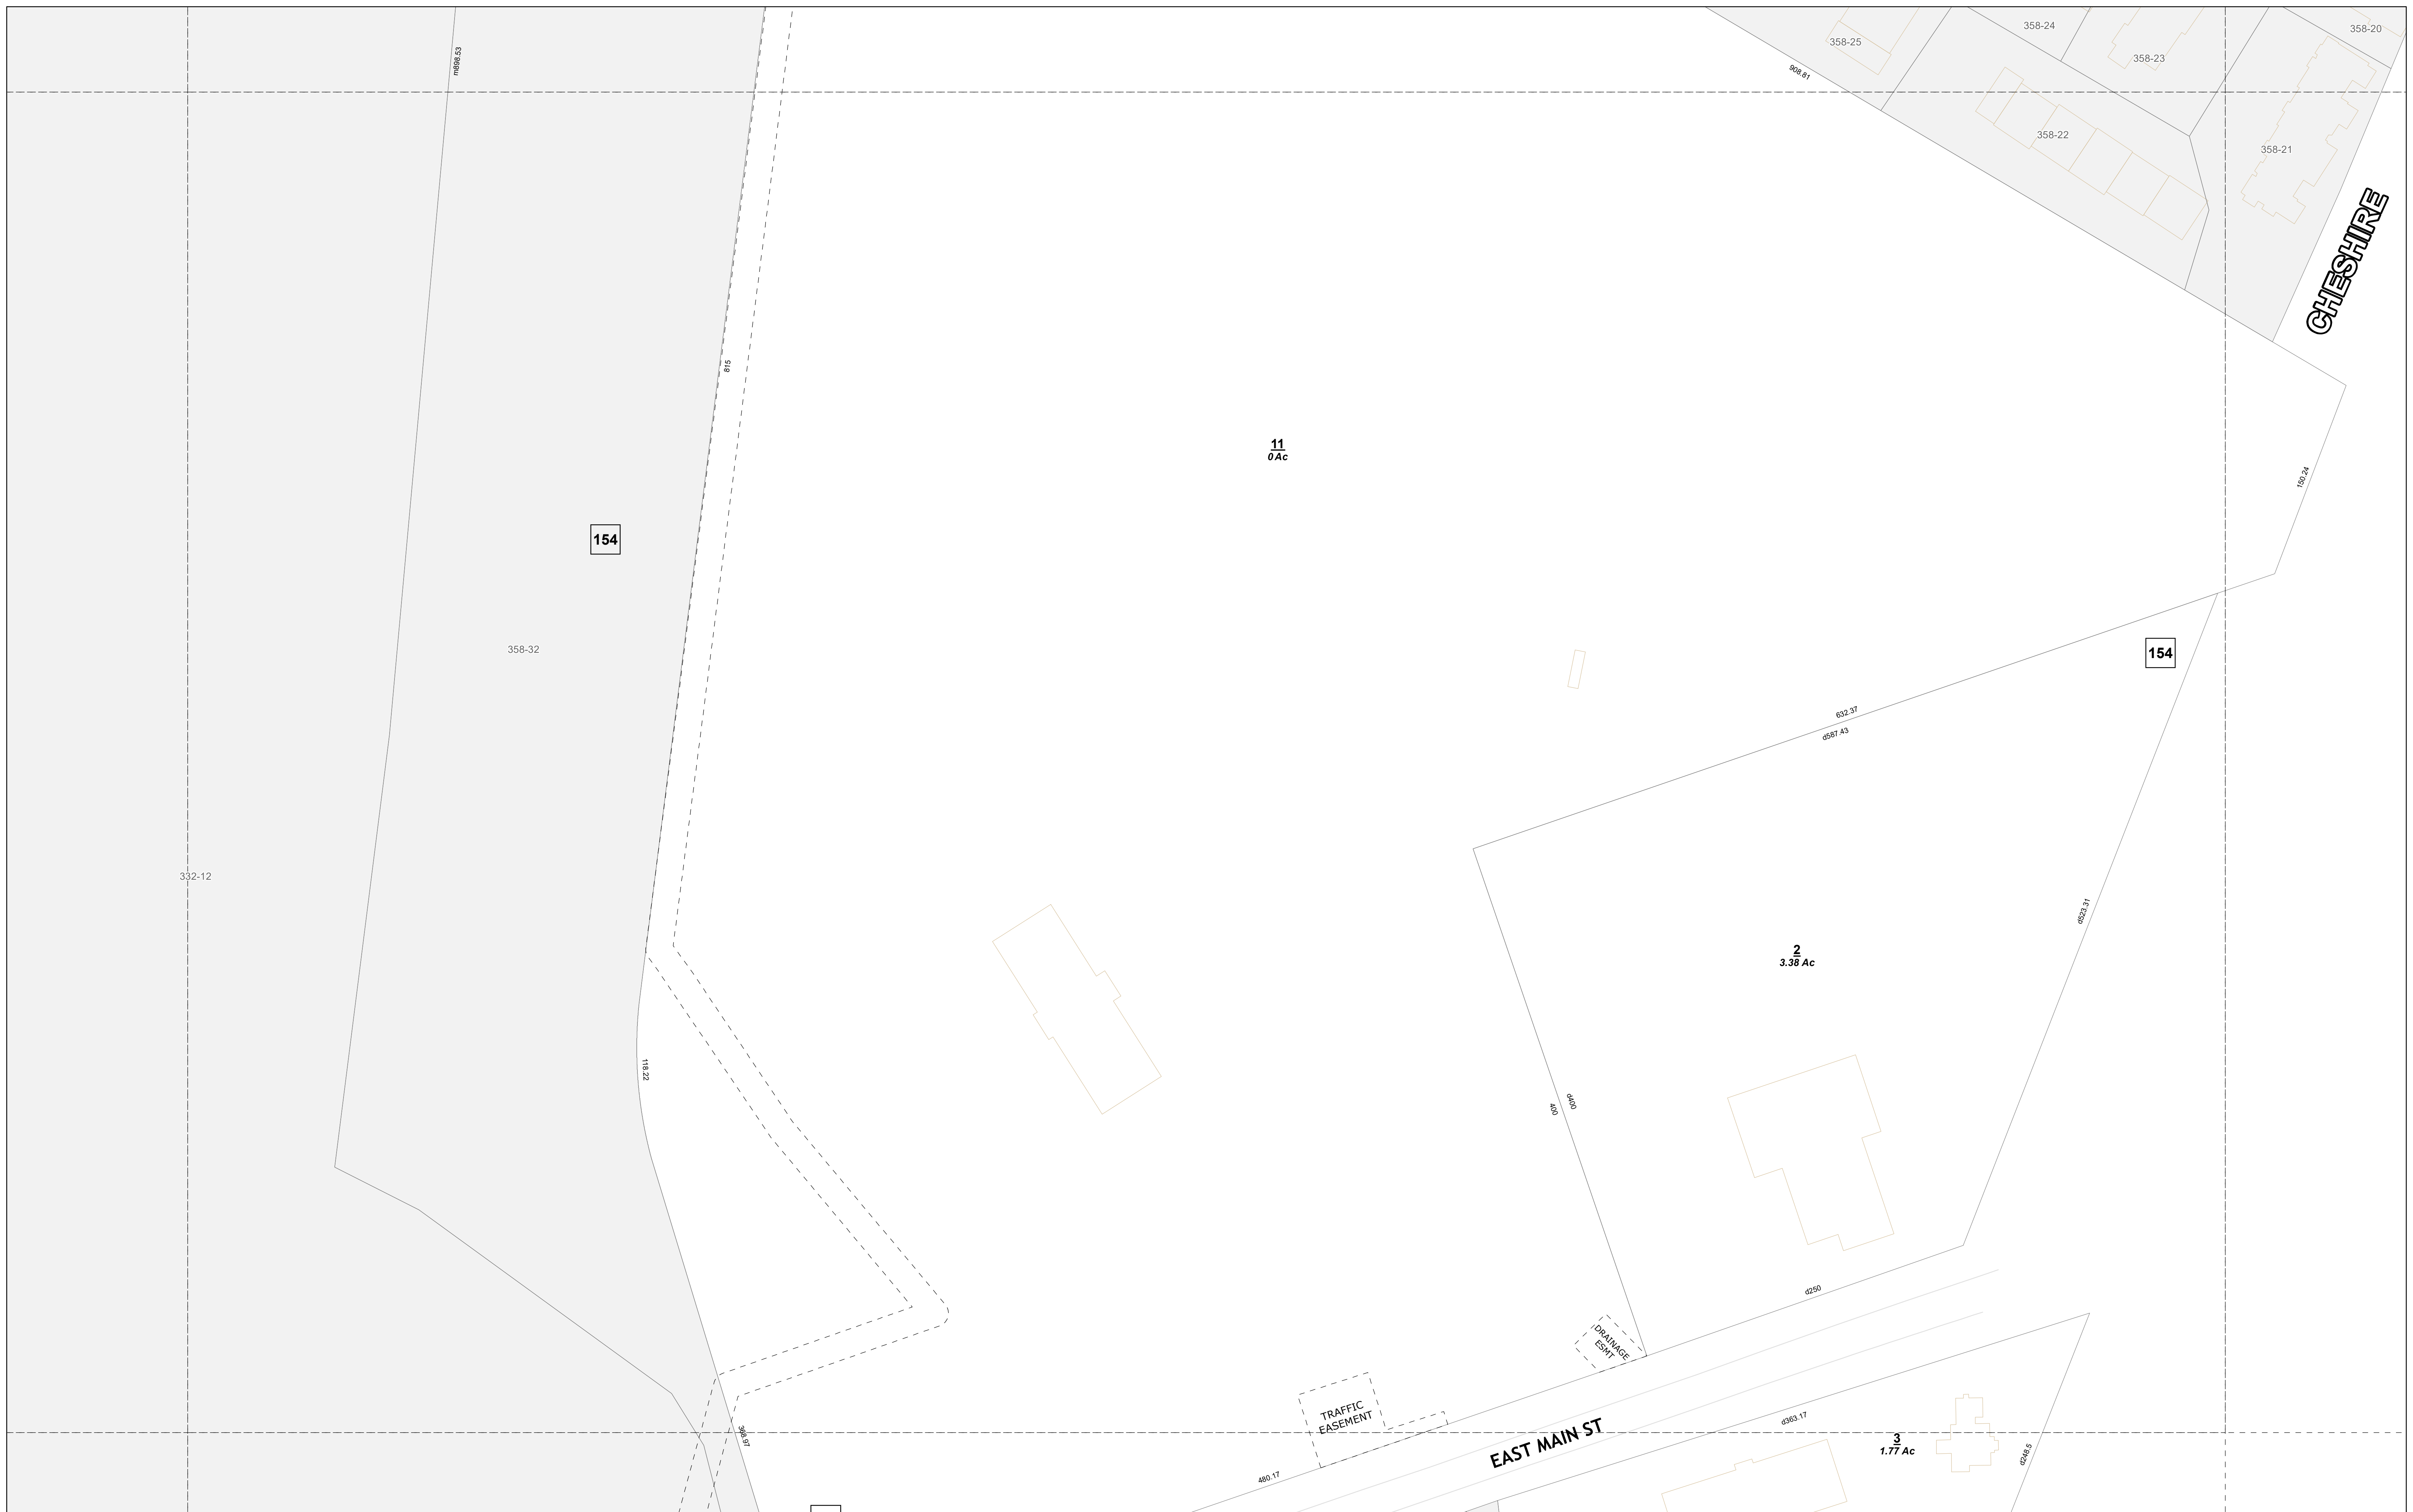 358-24
358-20
358-25
358-23
m898.53
908.81
358-22
358-21
CHESHIRE
815
11
0 Ac
150.24
154
358-32
154
632.37
d587.43
332-12
d523.31
2
3.38 Ac
118.22
400
d400
d250
DRAINAGE
ESMT
TRAFFIC
EASEMENT
EAST MAIN ST
d363.17
368.97
3
1.77 Ac
d248.5
480.17